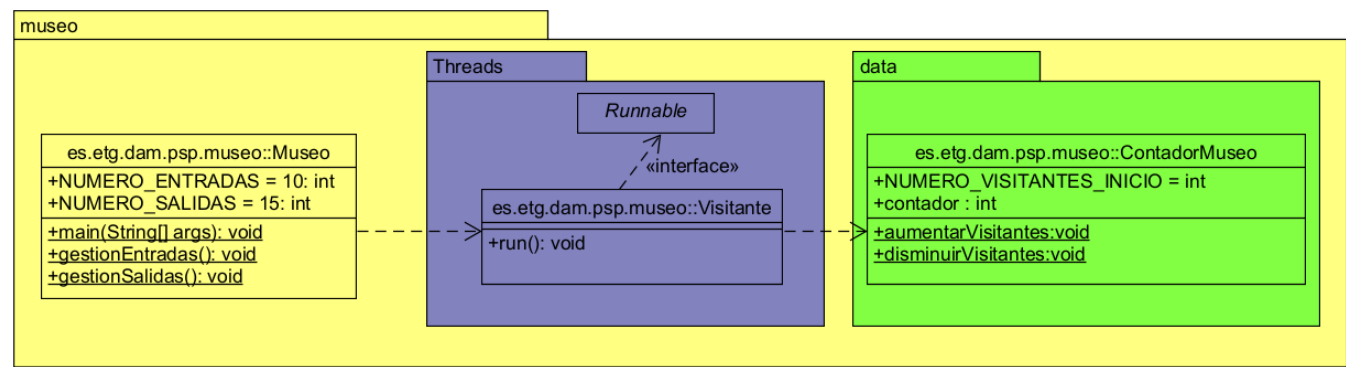 museo
Threads
data
Runnable
«interface»
es.etg.dam.psp.museo::Museo
+NUMERO_ENTRADAS = 10: int
+NUMERO_SALIDAS = 15: int
+main(String[] args): void
+gestionEntradas(): void
+gestionSalidas(): void
es.etg.dam.psp.museo::Visitante
+run(): void
es.etg.dam.psp.museo::ContadorMuseo
+NUMERO_VISITANTES_INICIO = int
+contador : int
+aumentarVisitantes:void
+disminuirVisitantes:void